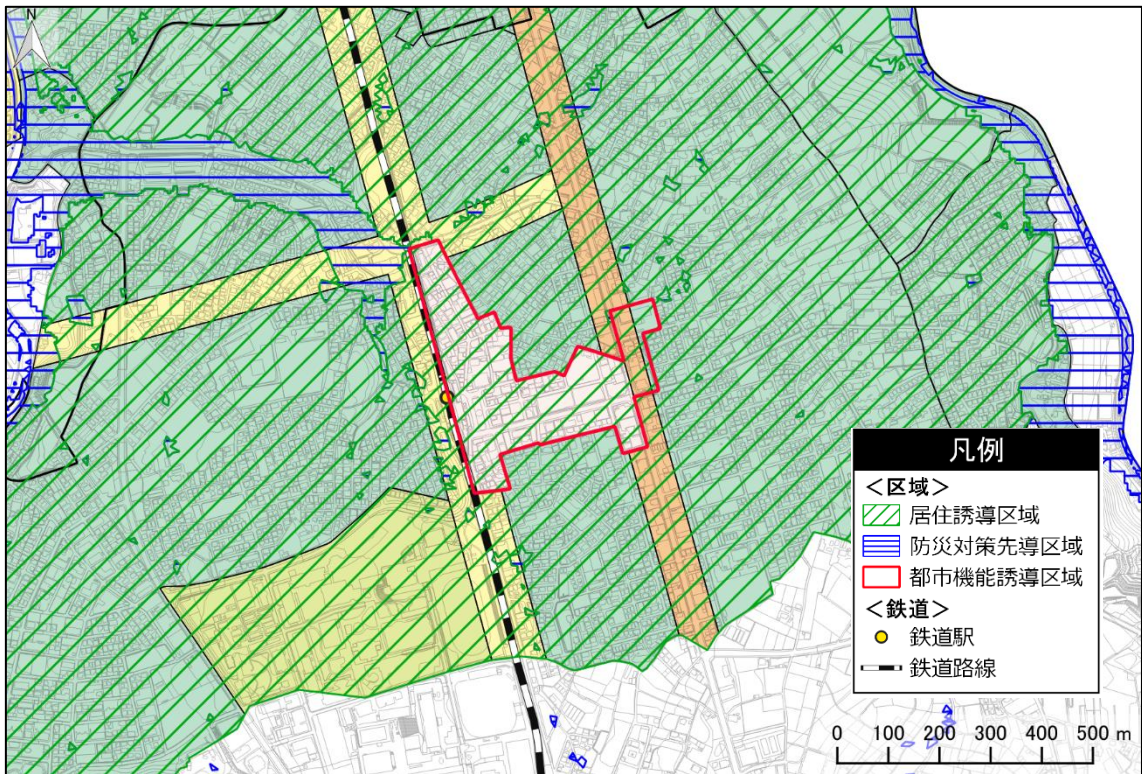 N
凡例
<区域>
居住誘導区域
防災対策先導区域
都市機能誘導区域
<鉄道>
鉄道駅
鉄道路線
0 100 200 300 400 500 m